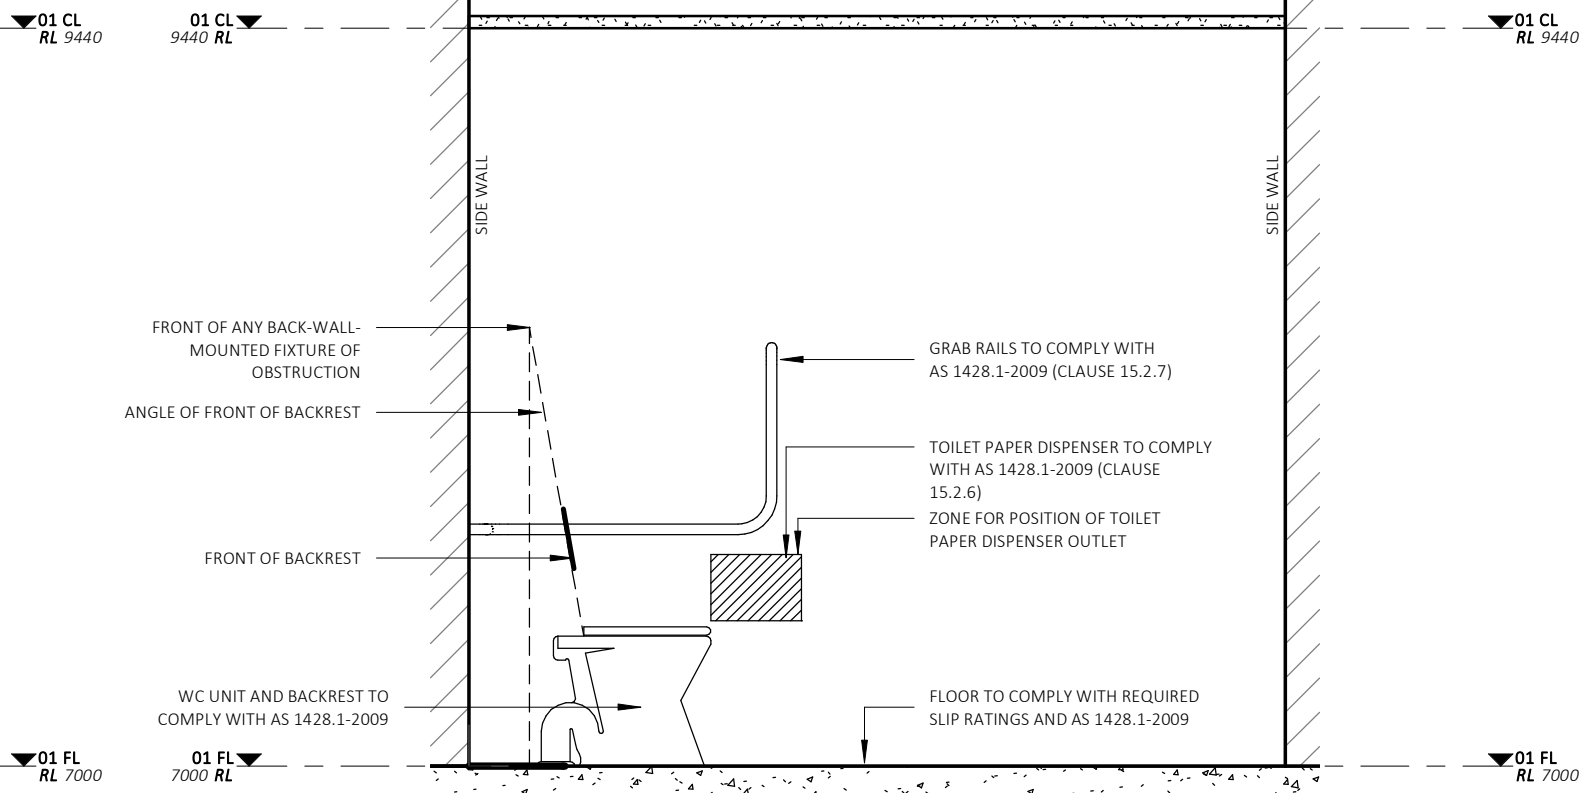 01 CL
RL 9440
01 CL
9440 RL
01 CL
RL 9440
SIDE WALL
SIDE WALL
FRONT OF ANY BACK-WALL-
MOUNTED FIXTURE OF
OBSTRUCTION
ANGLE OF FRONT OF BACKREST
FRONT OF BACKREST
WC UNIT AND BACKREST TO
COMPLY WITH AS 1428.1-2009
GRAB RAILS TO COMPLY WITH
AS 1428.1-2009 (CLAUSE 15.2.7)
TOILET PAPER DISPENSER TO COMPLY
WITH AS 1428.1-2009 (CLAUSE
15.2.6)
ZONE FOR POSITION OF TOILET
PAPER DISPENSER OUTLET
FLOOR TO COMPLY WITH REQUIRED
SLIP RATINGS AND AS 1428.1-2009
01 FL
RL 7000
01 FL
7000 RL
01 FL
RL 7000